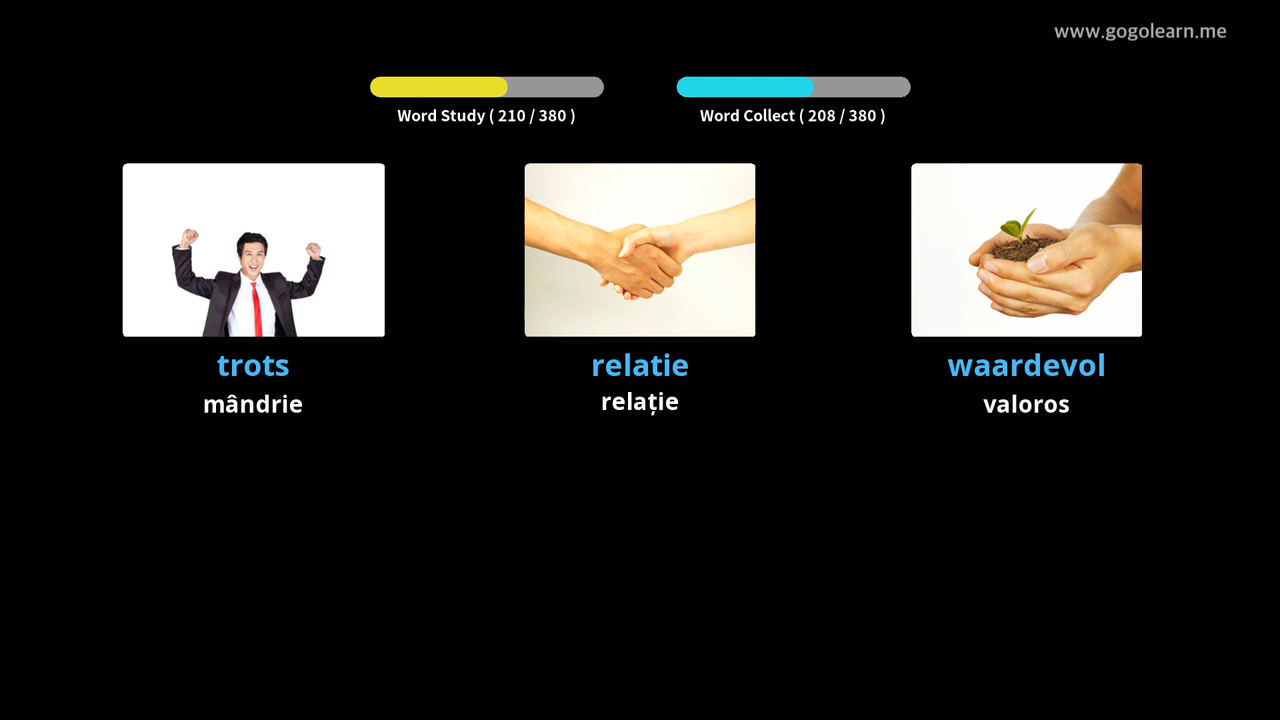 www.gogolearn.me
Word Study ( 210 / 380 )
Word Collect ( 208 / 380 )
trots
mândrie
relatie
relație
waardevol
valoros